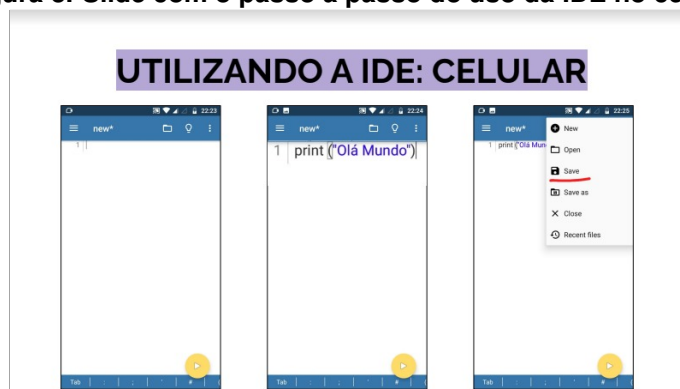 UTILIZANDO A IDE: CELULAR
22:23
new*
1
Tab : ; ' # (
22:24
new*
1 print ("Olá Mundo")
Tab : ; ' # (
22:25
new*
1 print ("Olá Mun
New
Open
Save
Save as
Close
Recent files
Tab : ; ' # (